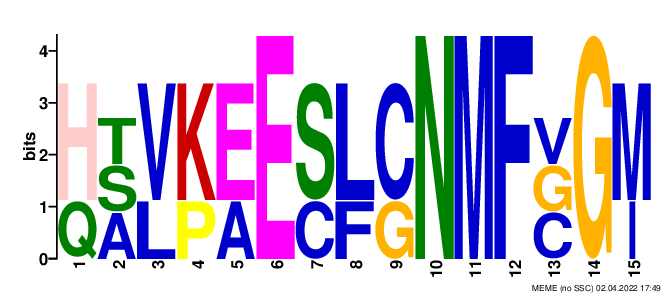 4
3
2
1
0
bits
H T V K E E S L C N M F V G M
S G
Q A L P A C F G C I
1 2 3 4 5 6 7 8 9 10 11 12 13 14 15
MEME (no SSC) 02.04.2022 17:49